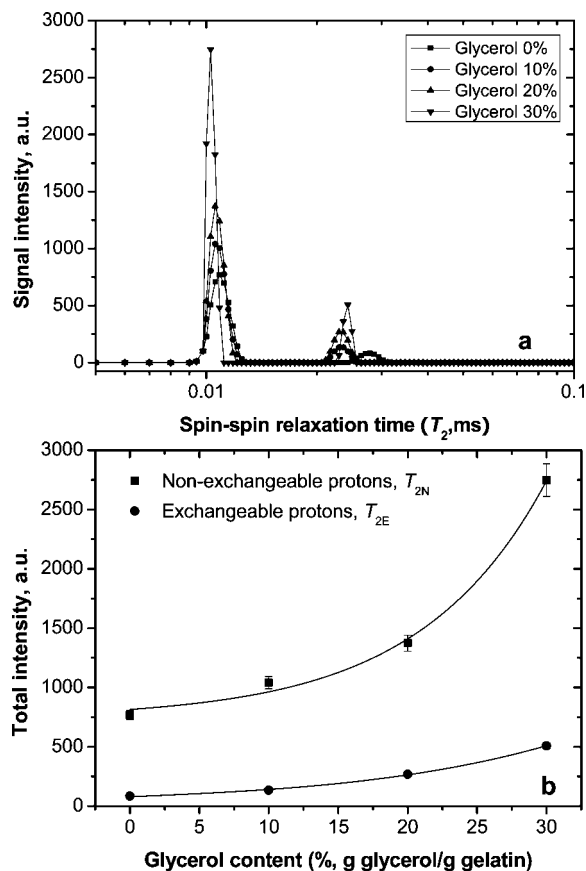 3000
2500
2000
1500
1000
500
0
Signal intensity, a.u.
Glycerol 0%
Glycerol 10%
Glycerol 20%
Glycerol 30%
a
0.01
0.1
Spin-spin relaxation time (T2,ms)
3000
2500
2000
1500
1000
500
0
Total intensity, a.u.
Non-exchangeable protons, T2N
Exchangeable protons, T2E
b
0
5
10
15
20
25
30
Glycerol content (%, g glycerol/g gelatin)